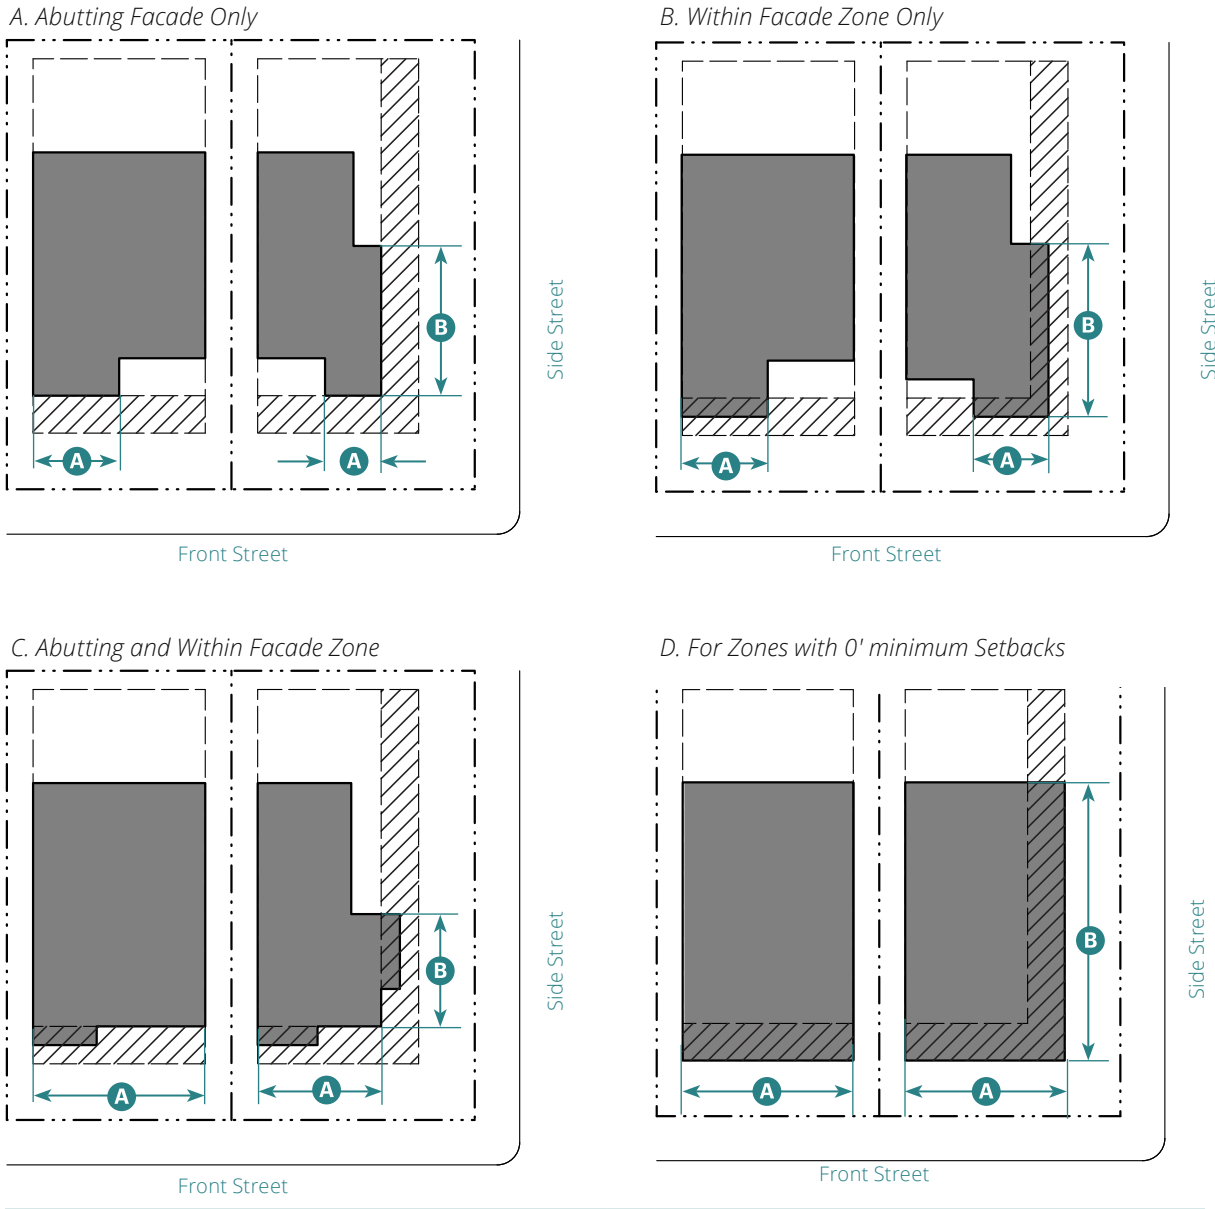 A. Abutting Facade Only
B
A
A
Side Street
Front Street
B. Within Facade Zone Only
B
A
A
Side Street
Front Street
C. Abutting and Within Facade Zone
B
A
A
Side Street
Front Street
D. For Zones with 0' minimum Setbacks
B
A
A
Side Street
Front Street